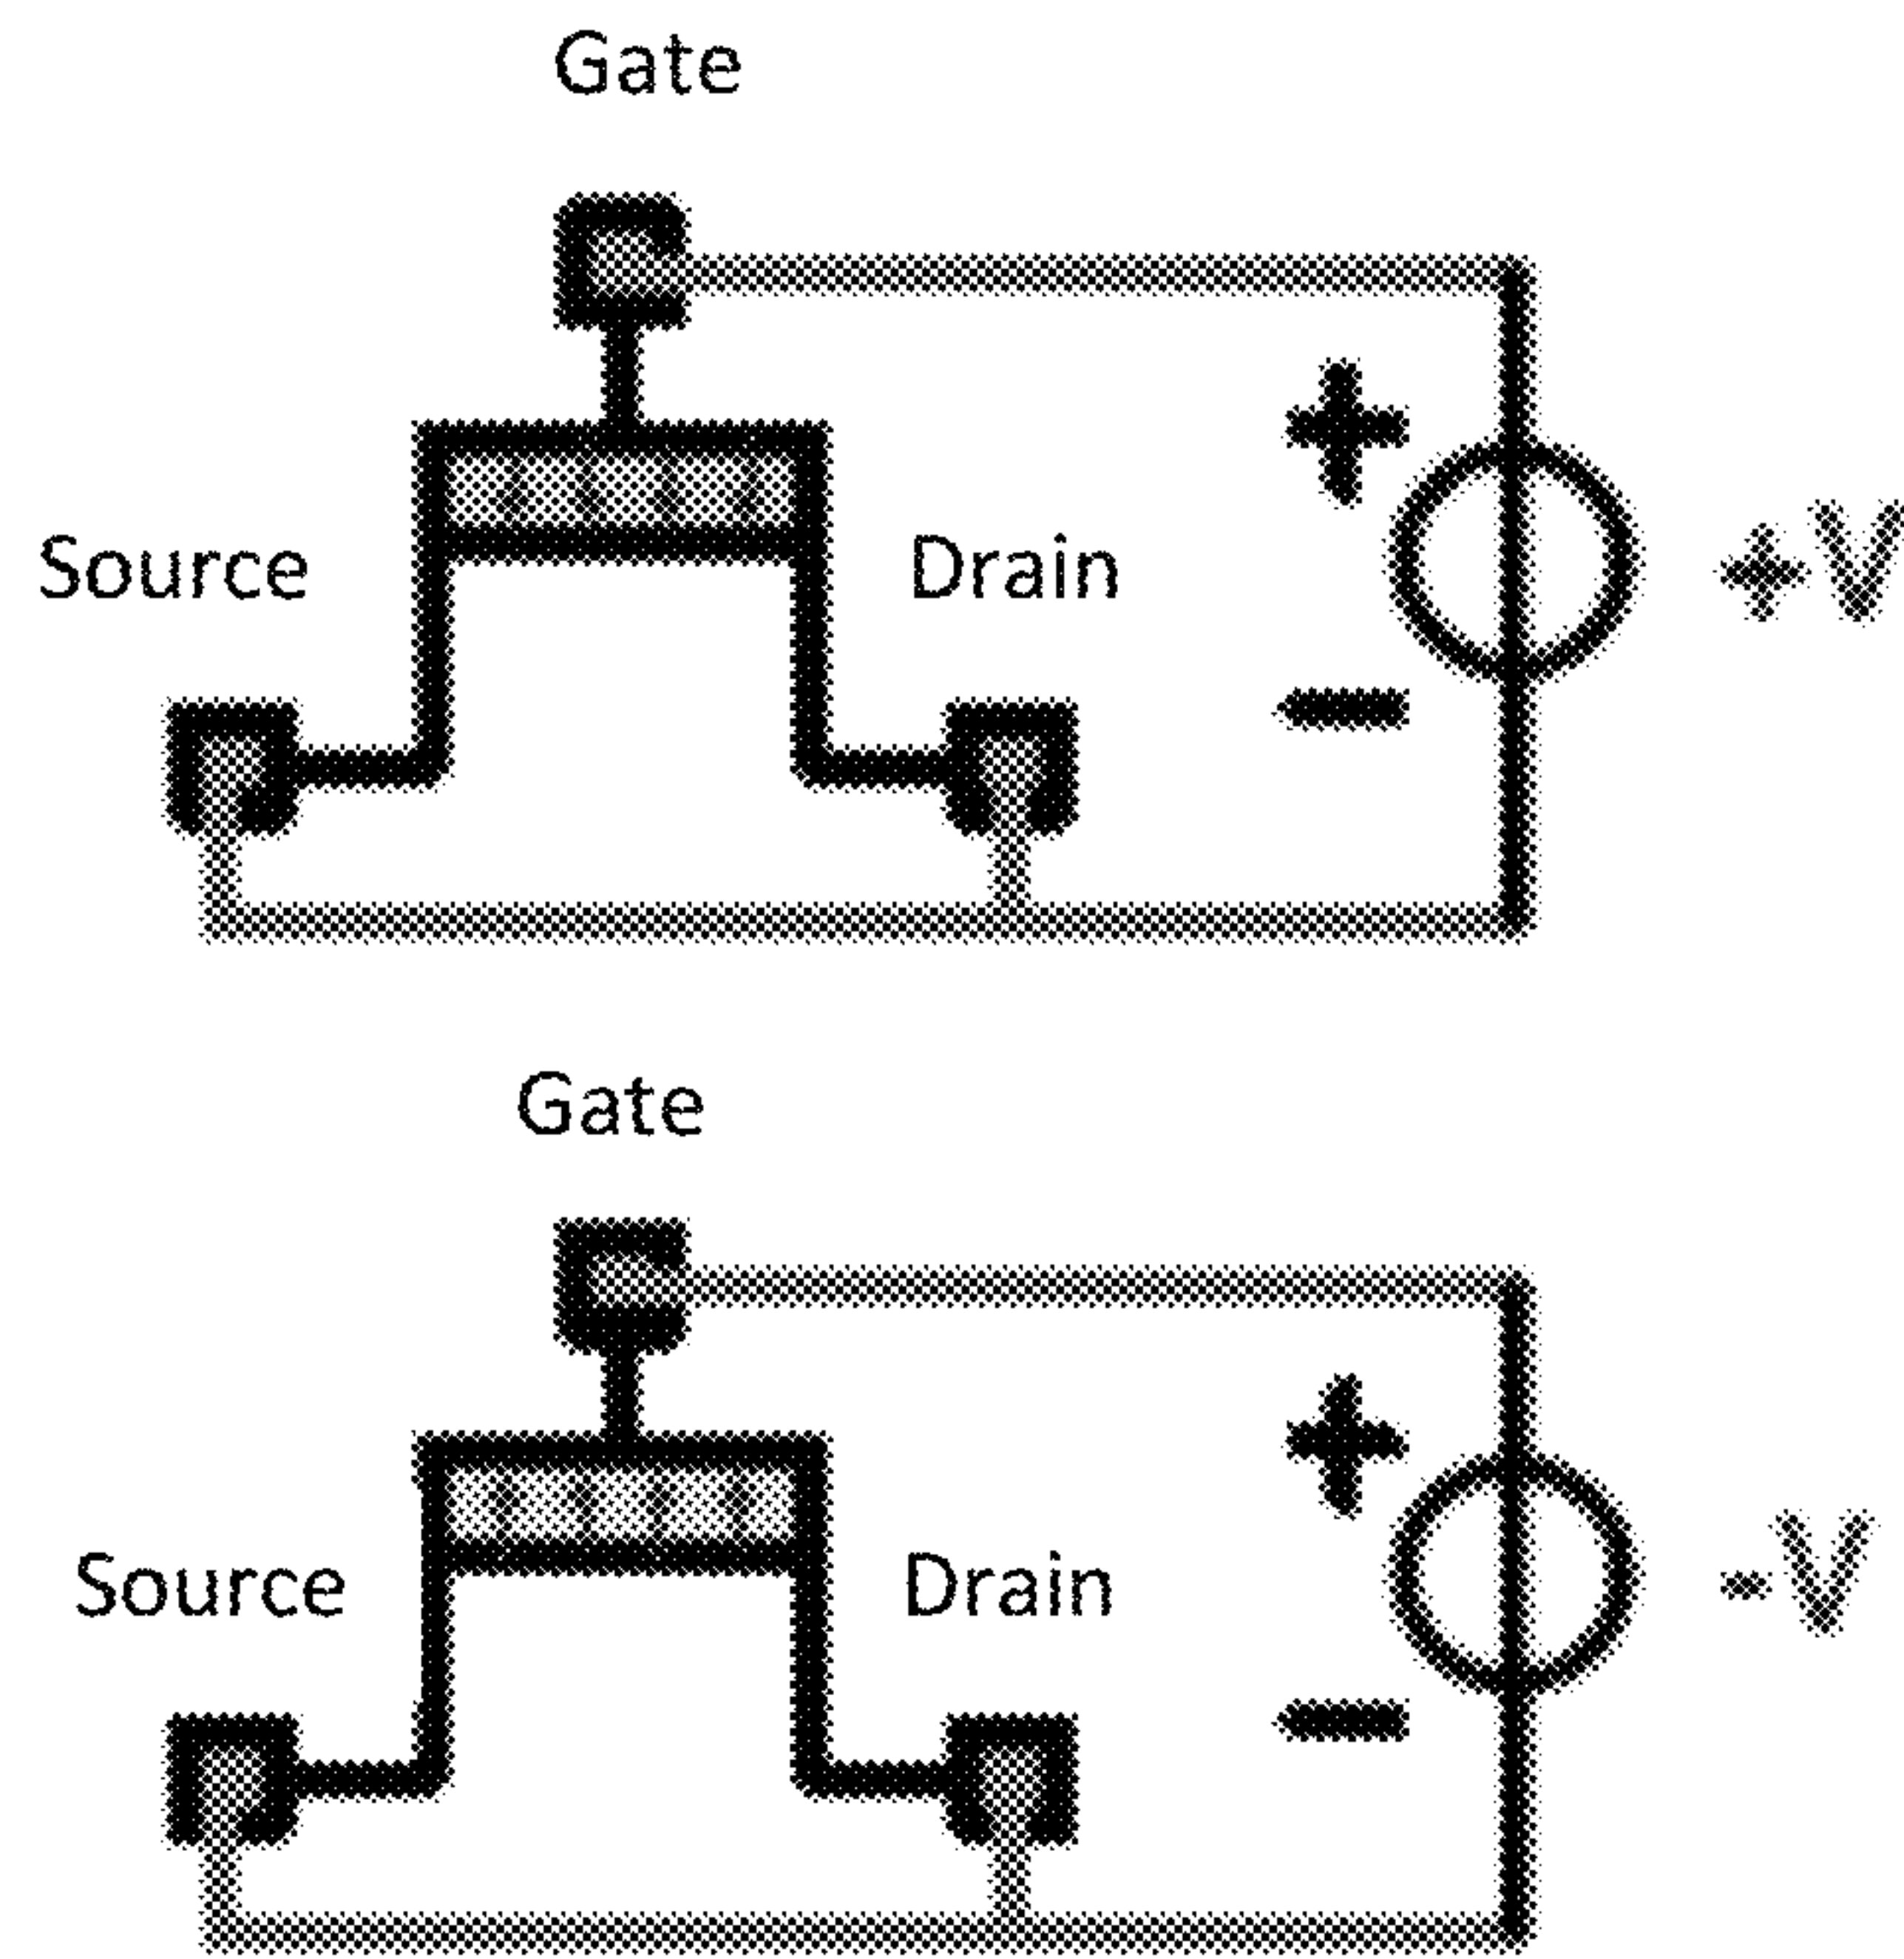 Gate
+
Source
Drain
+V
−
Gate
+
Source
Drain
-V
−